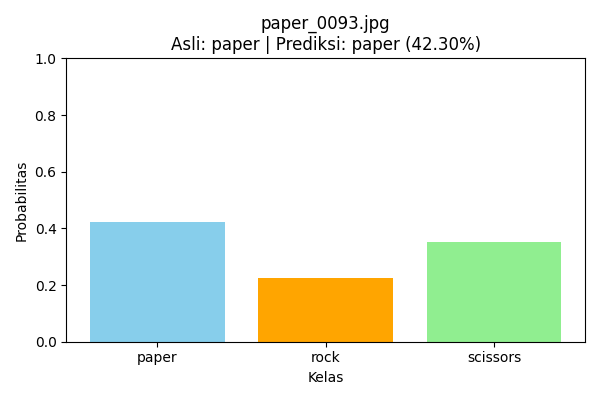 paper_0093.jpg
Asli: paper | Prediksi: paper (42.30%)
1.0
0.8
0.6
0.4
0.2
0.0
Probabilitas
paper
rock
scissors
Kelas